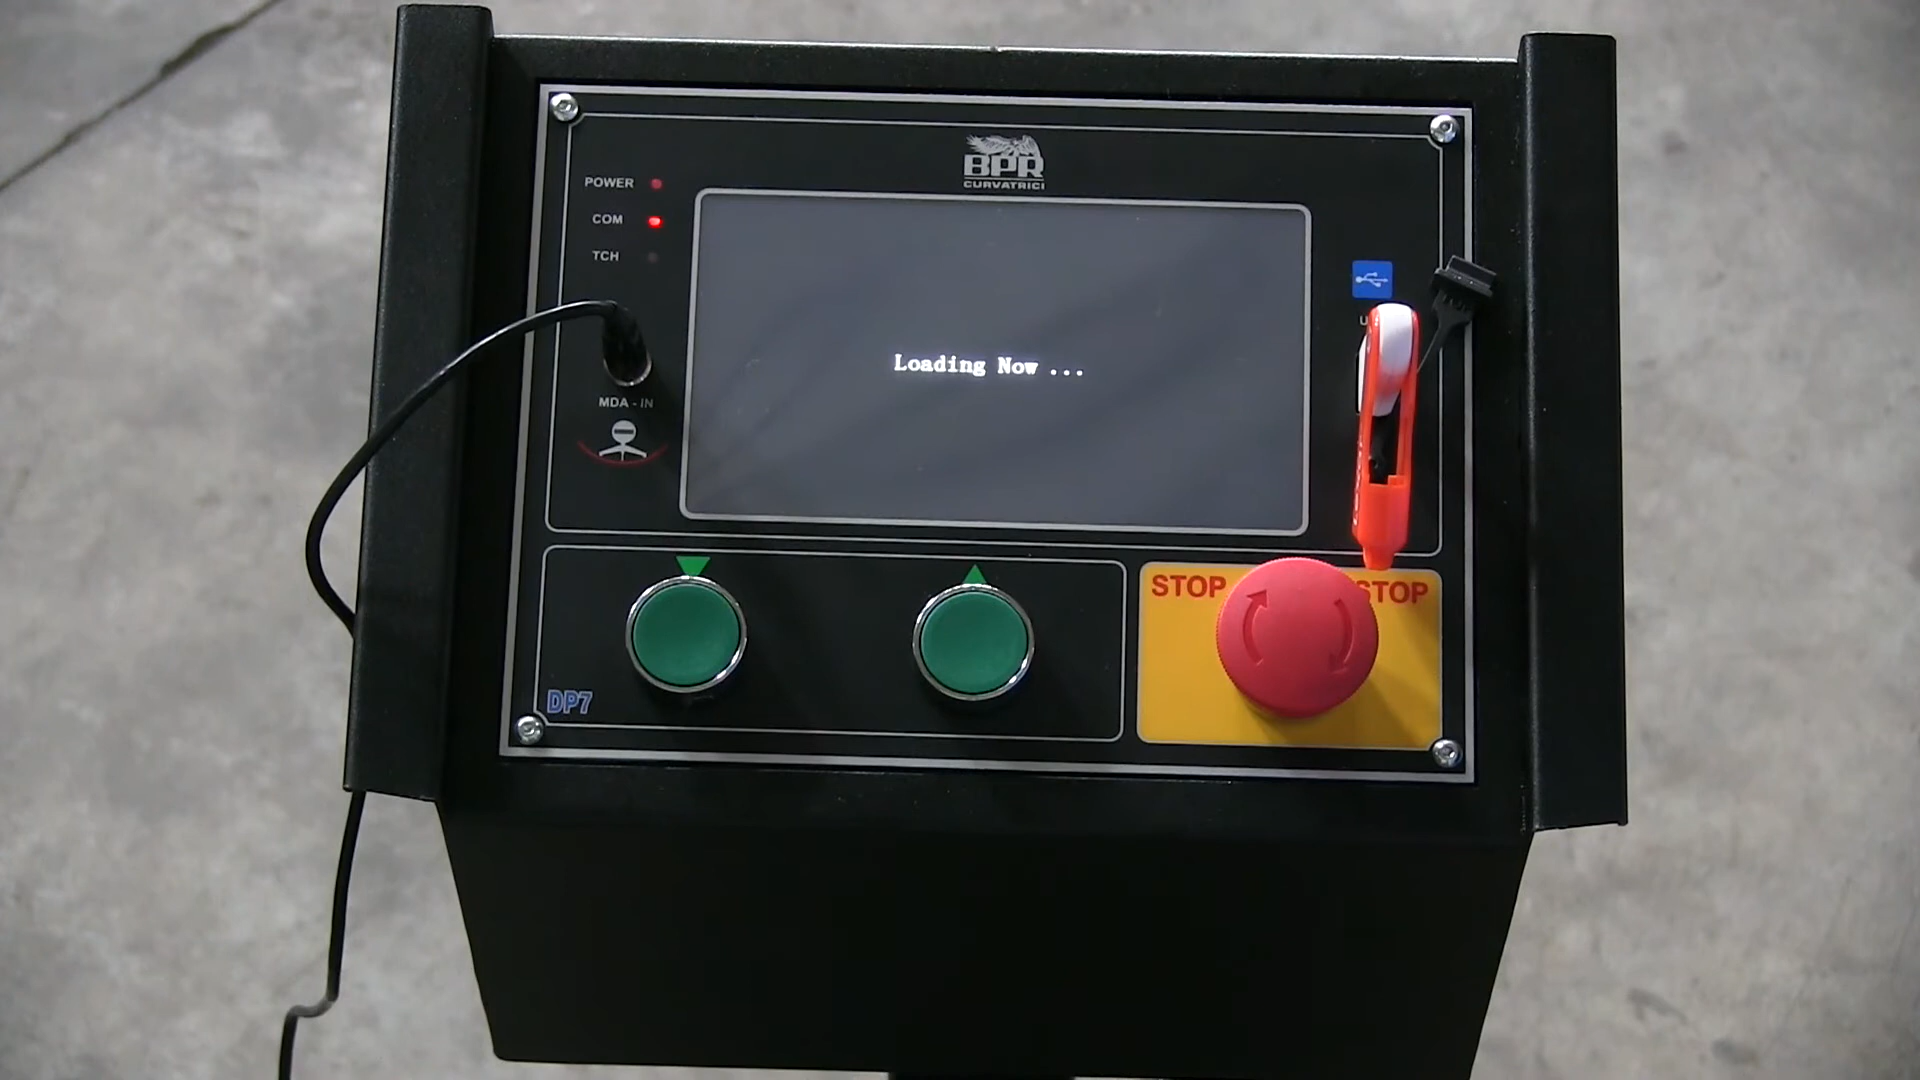 BPR
CURVATRICI
POWER
COM
TCH
Loading Now ...
MDA - IN
STOP
STOP
DP7